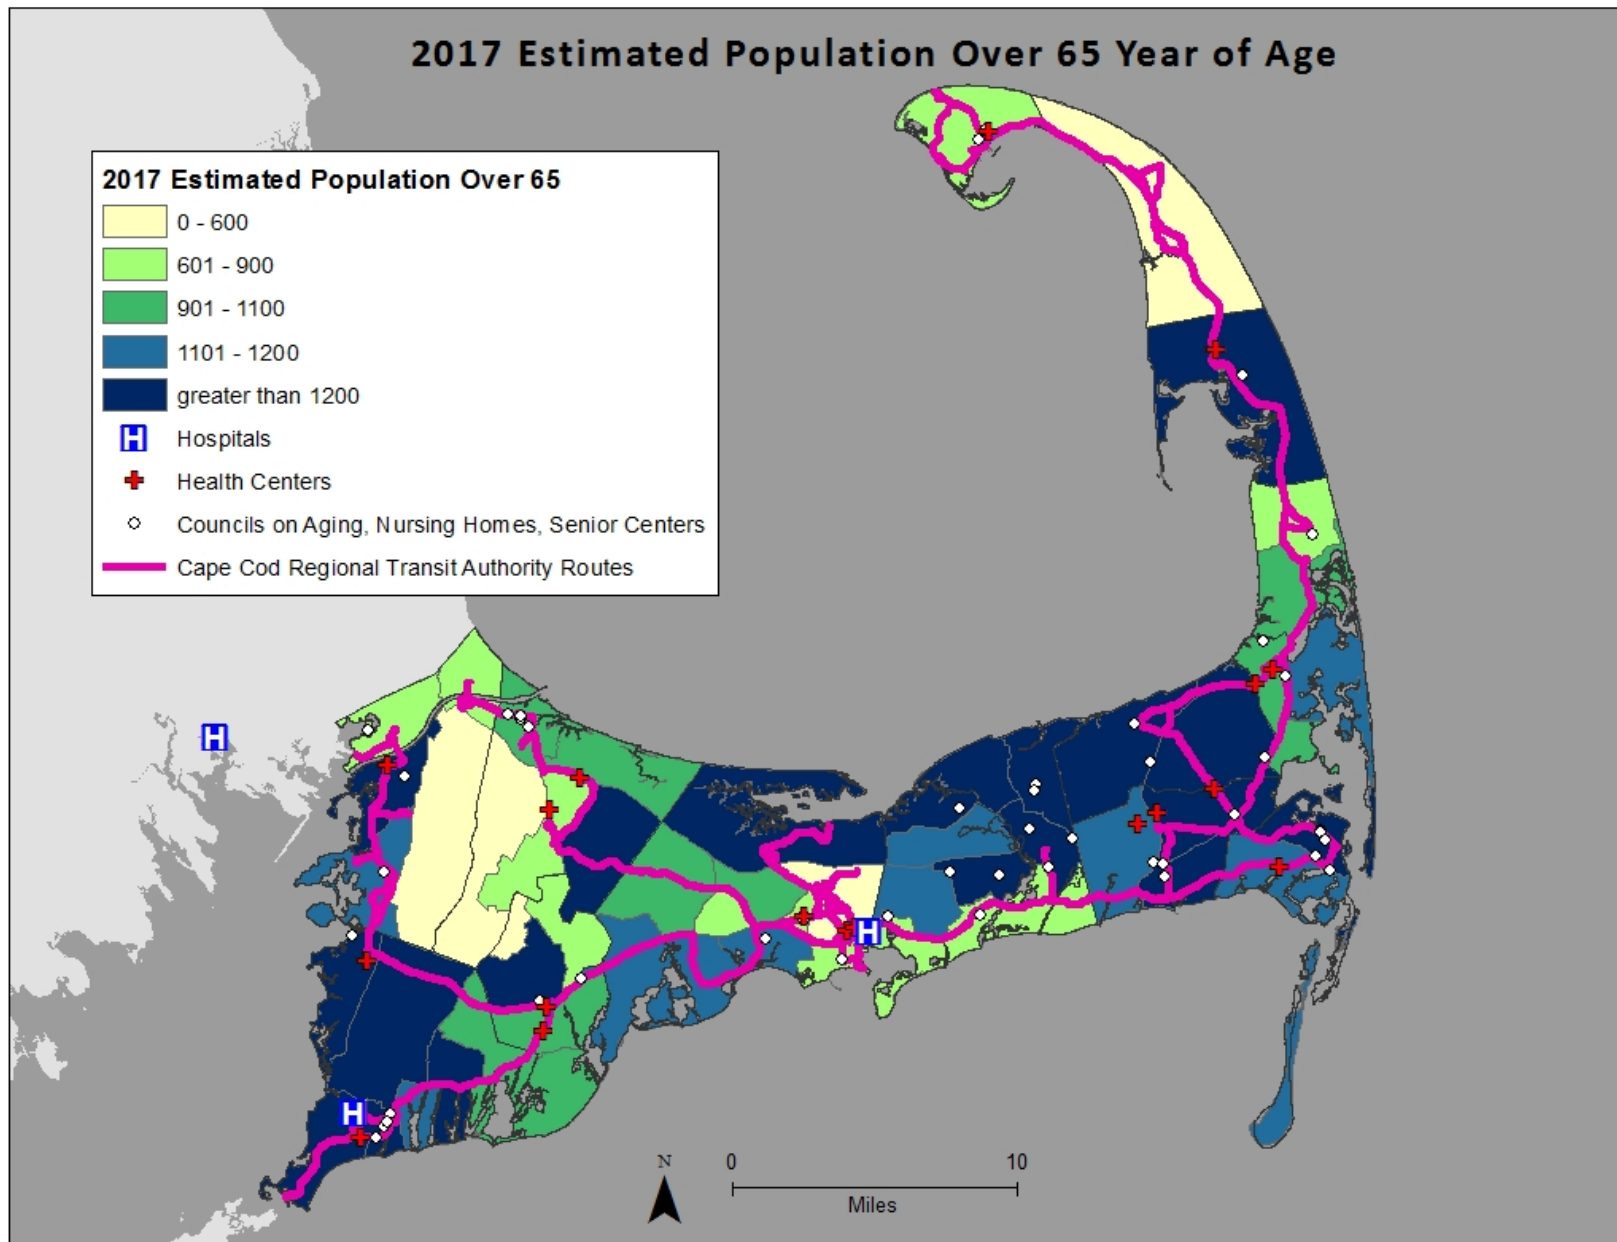 2017 Estimated Population Over 65 Year of Age
2017 Estimated Population Over 65
0 - 600
601 - 900
901 - 1100
1101 - 1200
greater than 1200
H Hospitals
Health Centers
Councils on Aging, Nursing Homes, Senior Centers
Cape Cod Regional Transit Authority Routes
H
H
H
N
0 10
Miles